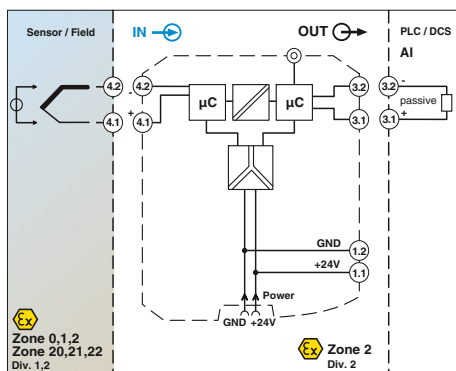 Sensor / Field
IN
OUT
PLC / DCS
AI
4.2
4.2
-
µC
µC
3.2
3.2
-
passive
+
4.1
4.1
+
3.1
3.1
GND
1.2
+24V
1.1
Power
GND +24V
Ex
Zone 0,1,2
Zone 20,21,22
Div. 1,2
Ex
Zone 2
Div. 2